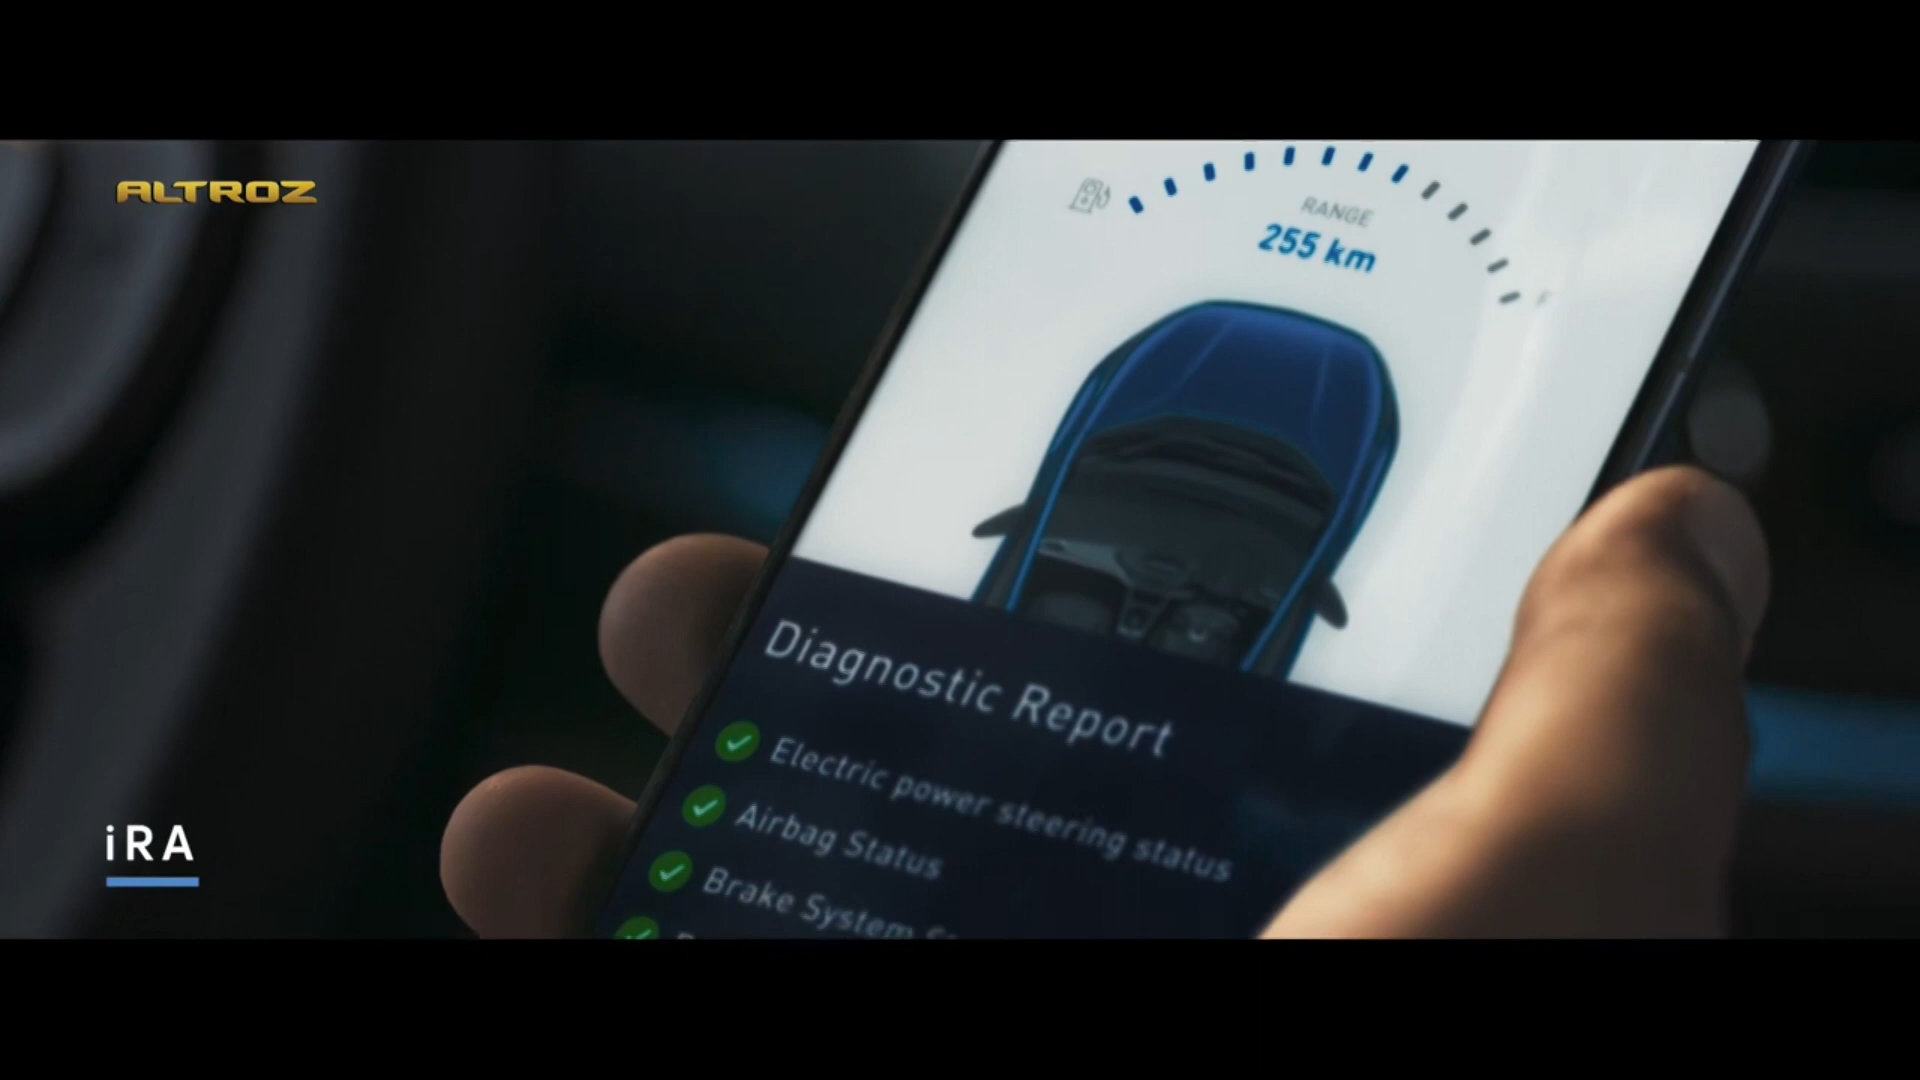 ALTROZ
RANGE
255 km
F
Diagnostic Report
Electric power steering status
Airbag Status
Brake System
iRA